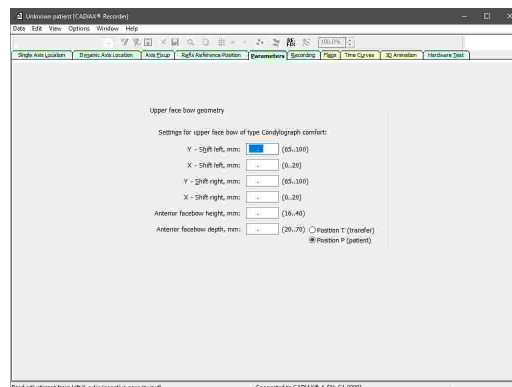 Unknown patient [CADIAX® Recorder]
Data Edit View Options Window Help
100.0%
Single Axis Location Dynamic Axis Location Axis Fixup Refix Reference Position Parameters Recording Flags Time Curves 3D Animation Hardware Test
Upper face bow geometry
Settings for upper face bow of type Condylograph comfort:
Y - Shift left, mm: (65..100)
X - Shift left, mm: (0..20)
Y - Shift right, mm: (65..100)
X - Shift right, mm: (0..20)
Anterior facebow height, mm: (16..40)
Anterior facebow depth, mm: (20..70) Position T (transfer)
Position P (patient)